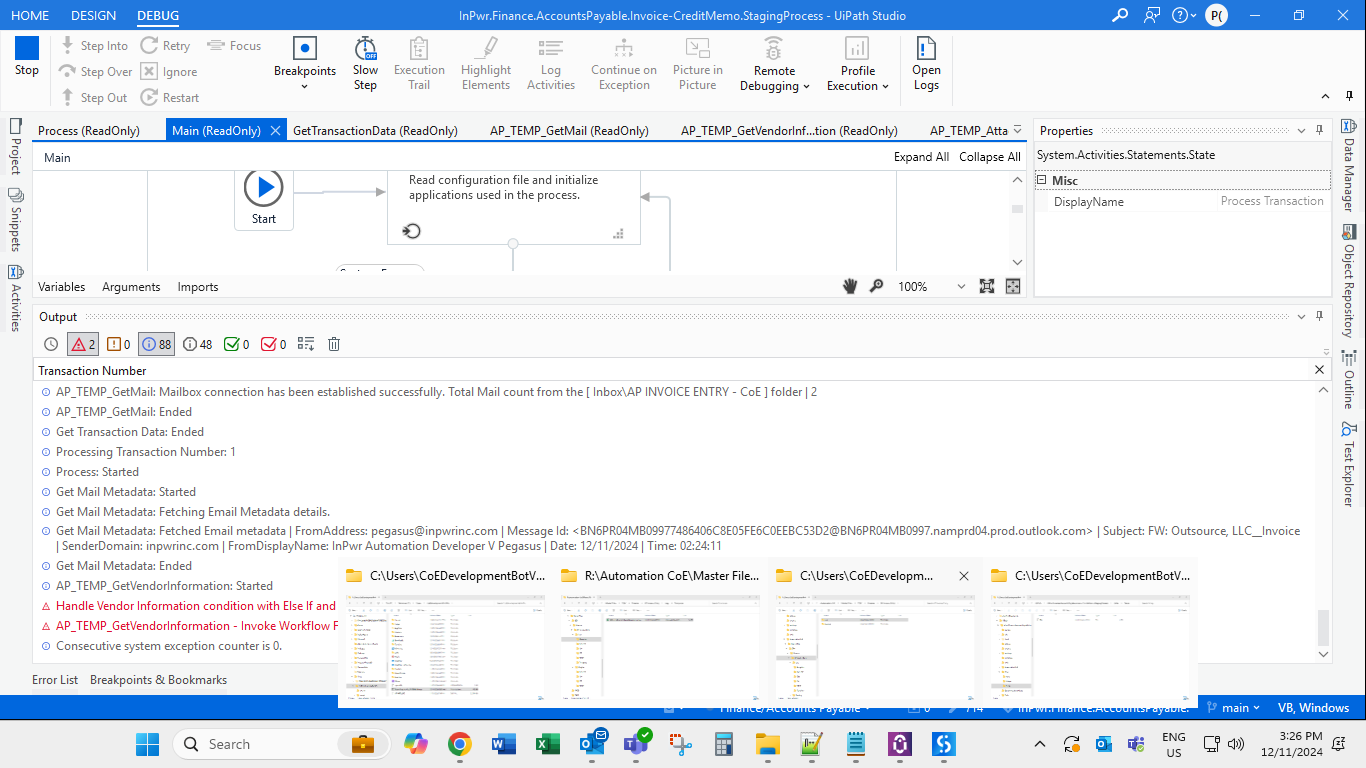 HOME DESIGN DEBUG InPwr.Finance.AccountsPayable.Invoice-CreditMemo.StagingProcess - UiPath Studio P(
Stop
Step Into Retry Focus
Step Over Ignore
Step Out Restart
Breakpoints
Slow Step
Execution Trail
Highlight Elements
Log Activities
Continue on Exception
Picture in Picture
Remote Debugging
Profile Execution
Open Logs
Process (ReadOnly) Main (ReadOnly) GetTransactionData (ReadOnly) AP_TEMP_GetMail (ReadOnly) AP_TEMP_GetVendorInf...tion (ReadOnly) AP_TEMP_Atta
Main Expand All Collapse All
Read configuration file and initialize
applications used in the process.
Start
Variables Arguments Imports 100%
Properties
System.Activities.Statements.State
Misc
DisplayName Process Transaction
Project
Snippets
Activities
Data Manager
Object Repository
Outline
Test Explorer
Output
2 0 88 48 0 0
Transaction Number
AP_TEMP_GetMail: Mailbox connection has been established successfully. Total Mail count from the [ Inbox\AP INVOICE ENTRY - CoE ] folder | 2
AP_TEMP_GetMail: Ended
Get Transaction Data: Ended
Processing Transaction Number: 1
Process: Started
Get Mail Metadata: Started
Get Mail Metadata: Fetching Email Metadata details.
Get Mail Metadata: Fetched Email metadata | FromAddress: pegasus@inpwrinc.com | Message Id: <BN6PR04MB09977486406C8E05FE6C0EEBC53D2@BN6PR04MB0997.namprd04.prod.outlook.com> | Subject: FW: Outsource, LLC__Invoice
| SenderDomain: inpwrinc.com | FromDisplayName: InPwr Automation Developer V Pegasus | Date: 12/11/2024 | Time: 02:24:11
Get Mail Metadata: Ended
AP_TEMP_GetVendorInformation: Started
Handle Vendor Information condition with Else If and
AP_TEMP_GetVendorInformation - Invoke Workflow F
Consecutive system exception counter is 0.
C:\Users\CoEDevelopmentBotV... R:\Automation CoE\Master File... C:\Users\CoEDevelopm... C:\Users\CoEDevelopmentBotV...
Error List Breakpoints & Bookmarks
Finance/Accounts Payable 0 /14 InPwr.Finance.AccountsPayable. main VB, Windows
Search
ENG
US
3:26 PM
12/11/2024